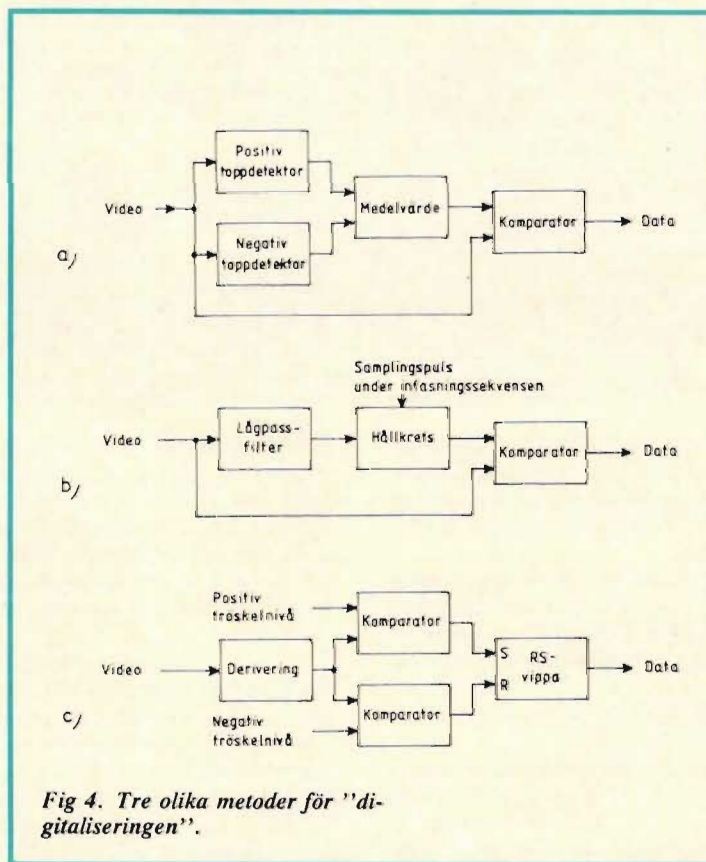 Positiv
toppdetektor
Video
Medelvärde
Komparator
Data
Negativ
toppdetektor
a)
Samplingspuls
under infasningssekvensen
Video
Lågpass-
filter
Hållkrets
Komparator
Data
b)
Positiv
tröskelnivå
Komparator
Video
Derivering
S
RS-
vippa
R
Data
Komparator
Negativ
tröskelnivå
c)
Fig 4. Tre olika metoder för "di-
gitaliseringen".